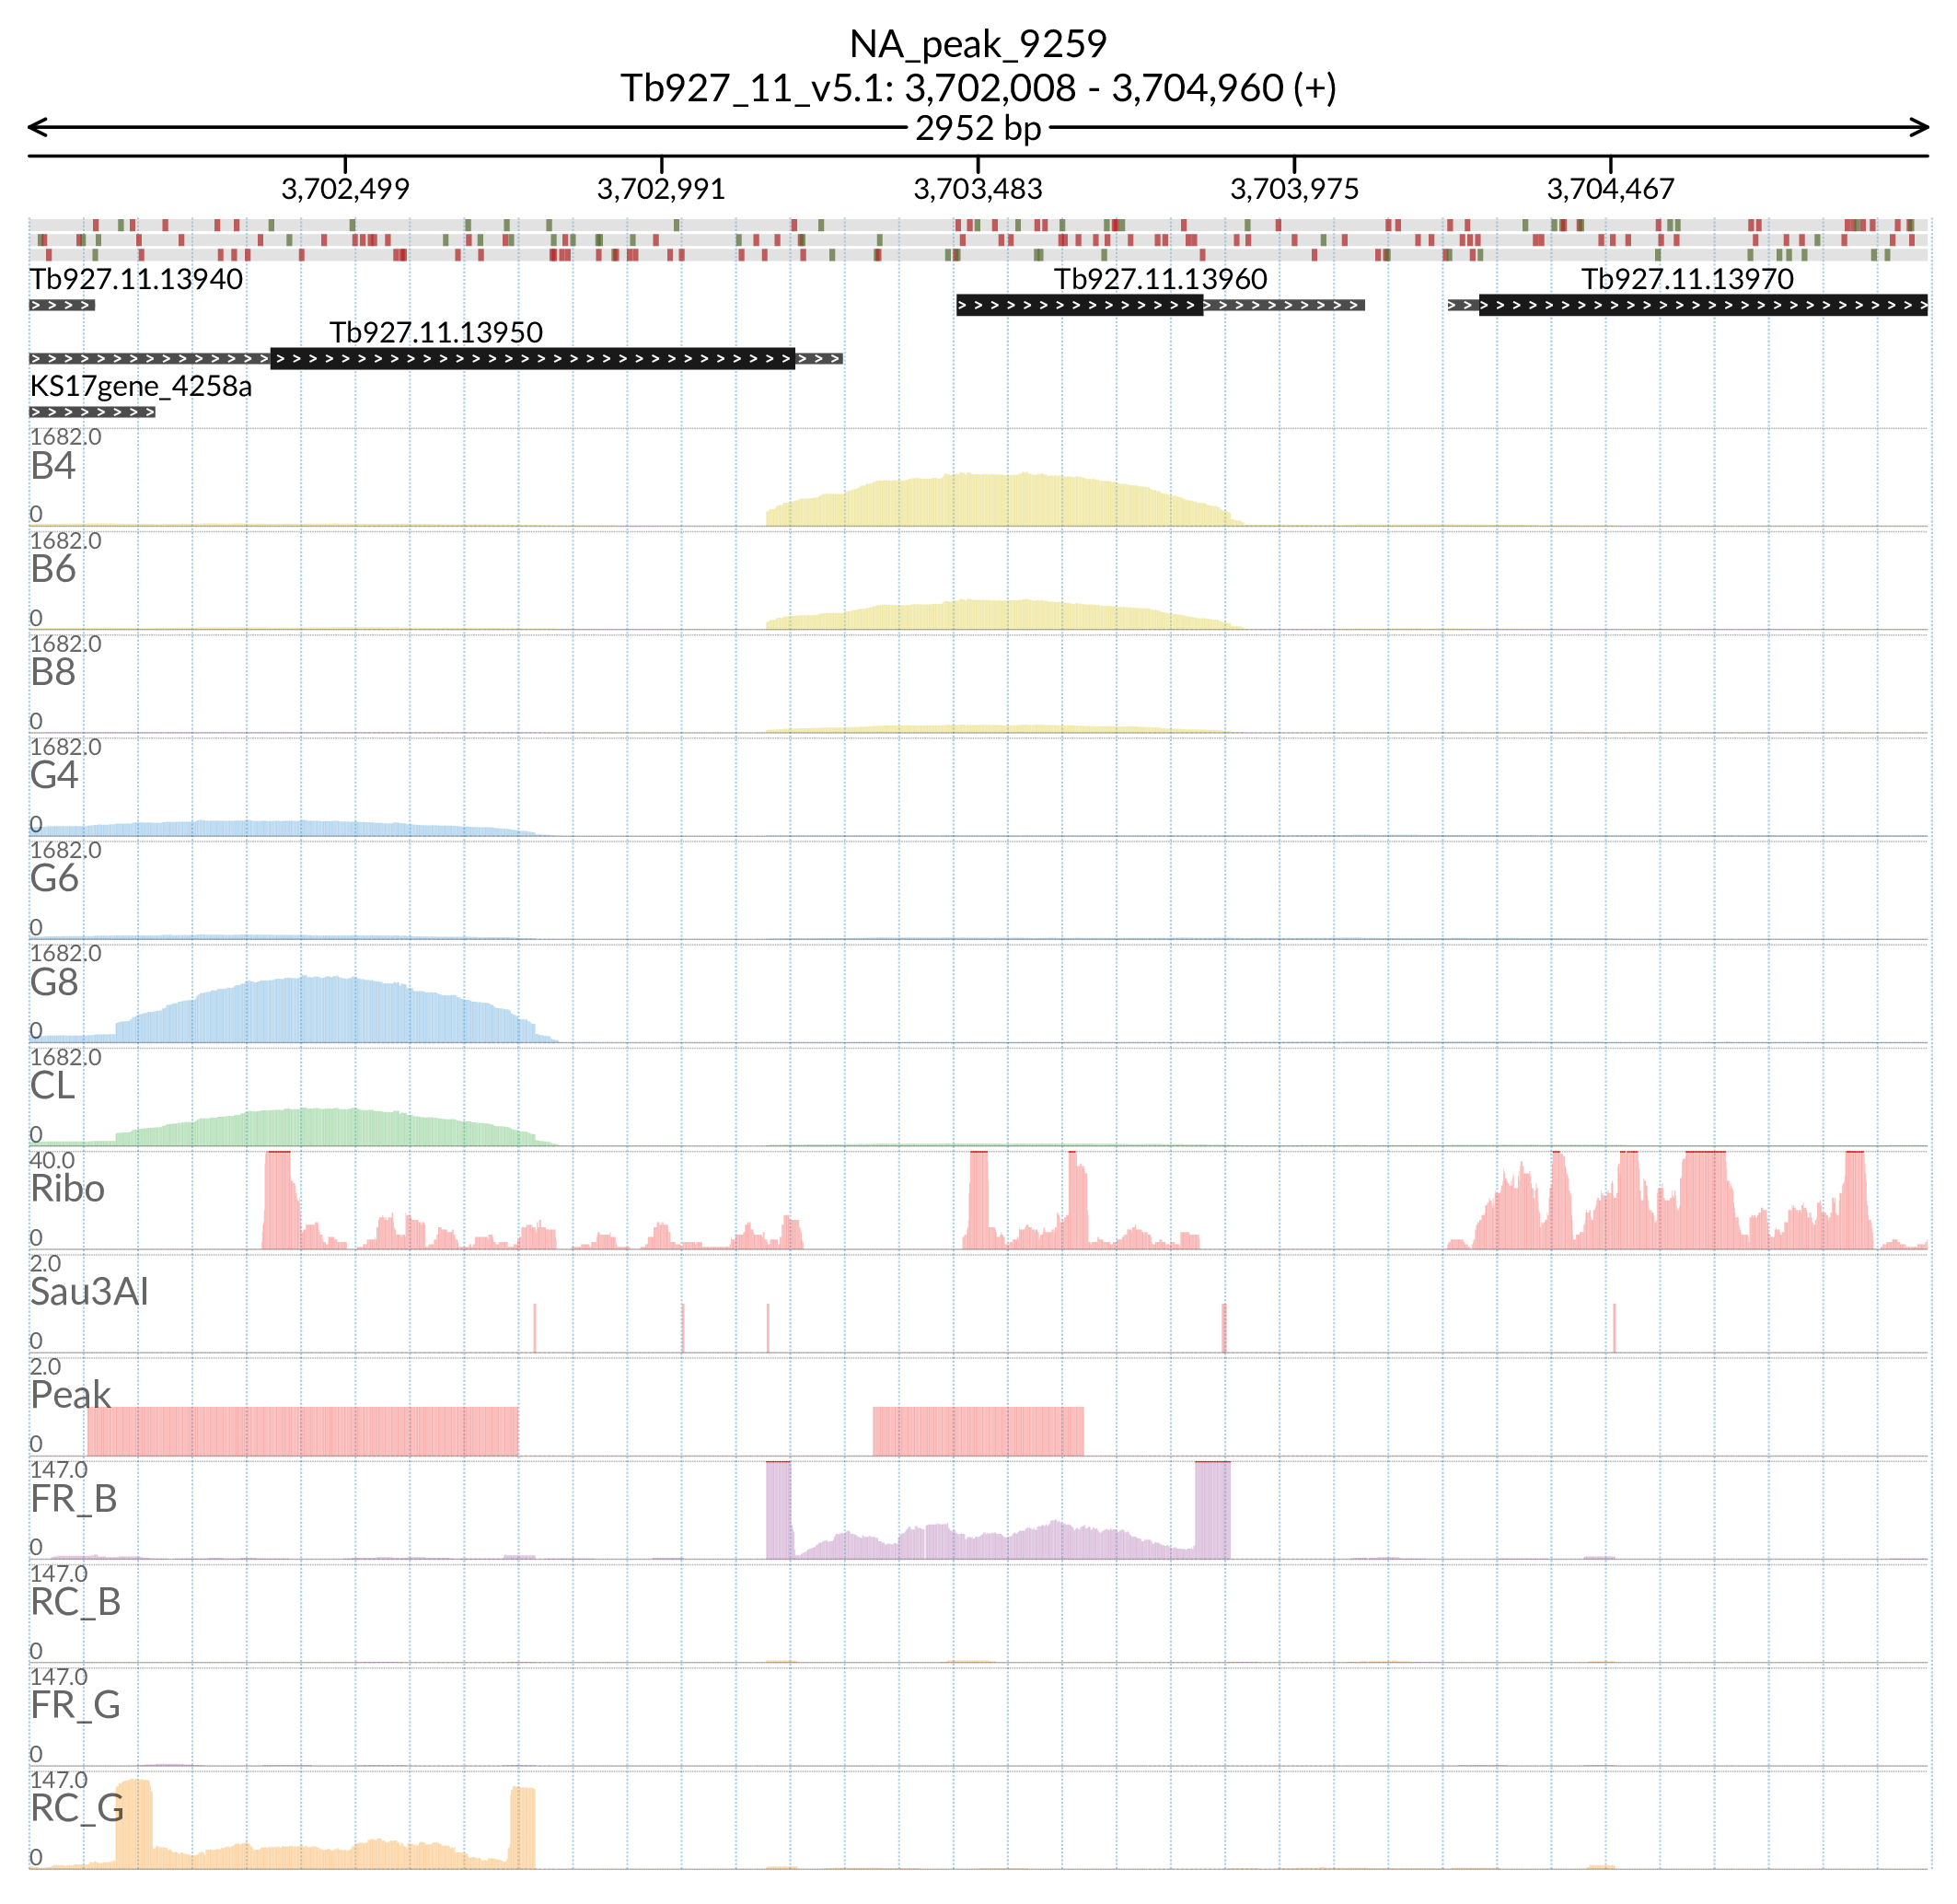 NA_peak_9259
Tb927_11_v5.1: 3,702,008 - 3,704,960 (+)
2952 bp
3,702,499 3,702,991 3,703,483 3,703,975 3,704,467
Tb927.11.13940 Tb927.11.13960 Tb927.11.13970
Tb927.11.13950
KS17gene_4258a
1682.0
B4
0
1682.0
B6
0
1682.0
B8
0
1682.0
G4
0
1682.0
G6
0
1682.0
G8
0
1682.0
CL
0
40.0
Ribo
0
2.0
Sau3AI
0
2.0
Peak
0
147.0
FR_B
0
147.0
RC_B
0
147.0
FR_G
0
147.0
RC_G
0